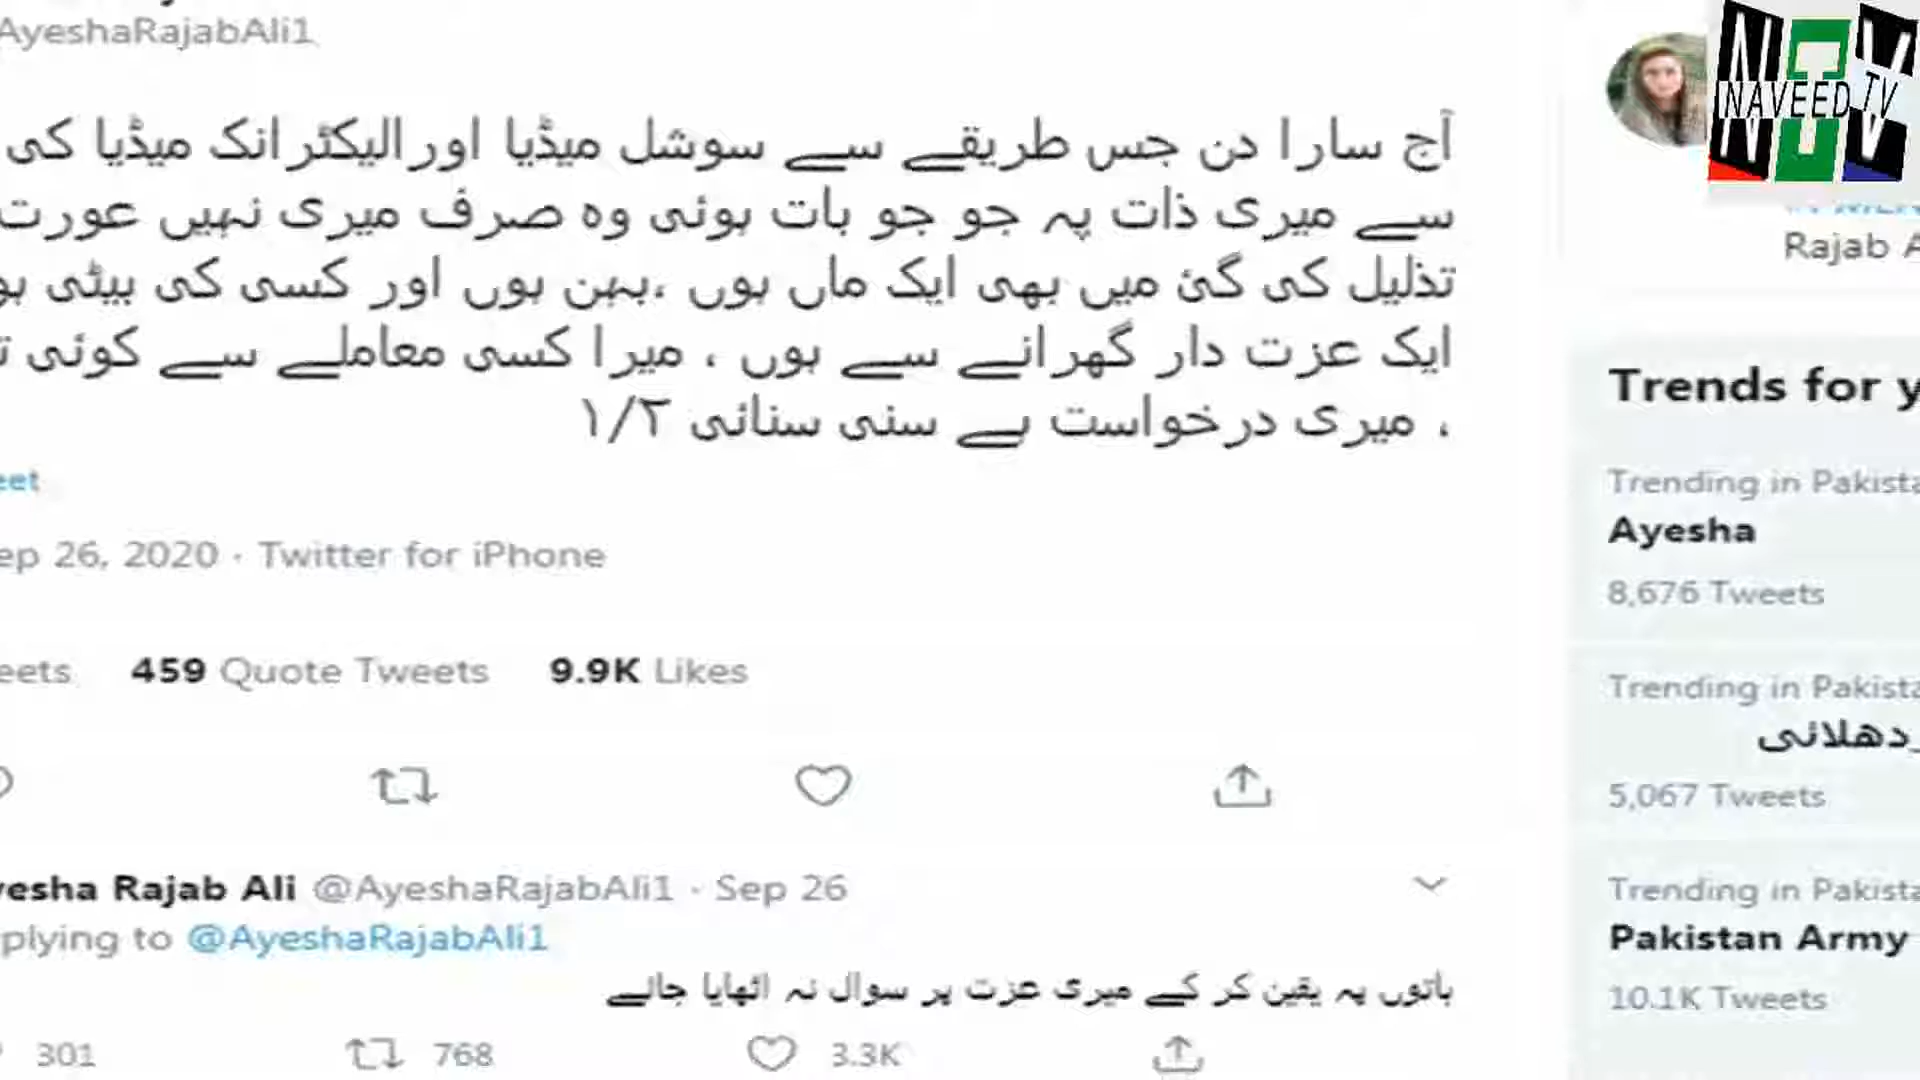 AyeshaRajabAli1
آج سارا دن جس طریقے سے سوشل میڈیا اورالیکٹرانک میڈیا کی
سے میری ذات پہ جو جو بات ہوئی وہ صرف میری نہیں عورت
تذلیل کی گئ میں بھی ایک ماں ہوں ،بہن ہوں اور کسی کی بیٹی
ایک عزت دار گھرانے سے ہوں ، میرا کسی معاملے سے کوئی
، میری درخواست ہے سنی سنائی ۱/۲
eet
ep 26, 2020 · Twitter for iPhone
eets 459 Quote Tweets 9.9K Likes
yesha Rajab Ali @AyeshaRajabAli1 · Sep 26
plying to @AyeshaRajabAli1
باتوں پہ یقین کر کے میری عزت پر سوال نہ اٹھایا جائے
301 768 3.3K
NAVEED TV
Rajab A
Trends for y
Trending in Pakista
Ayesha
8,676 Tweets
Trending in Pakista
دھلائی
5,067 Tweets
Trending in Pakista
Pakistan Army
10.1K Tweets